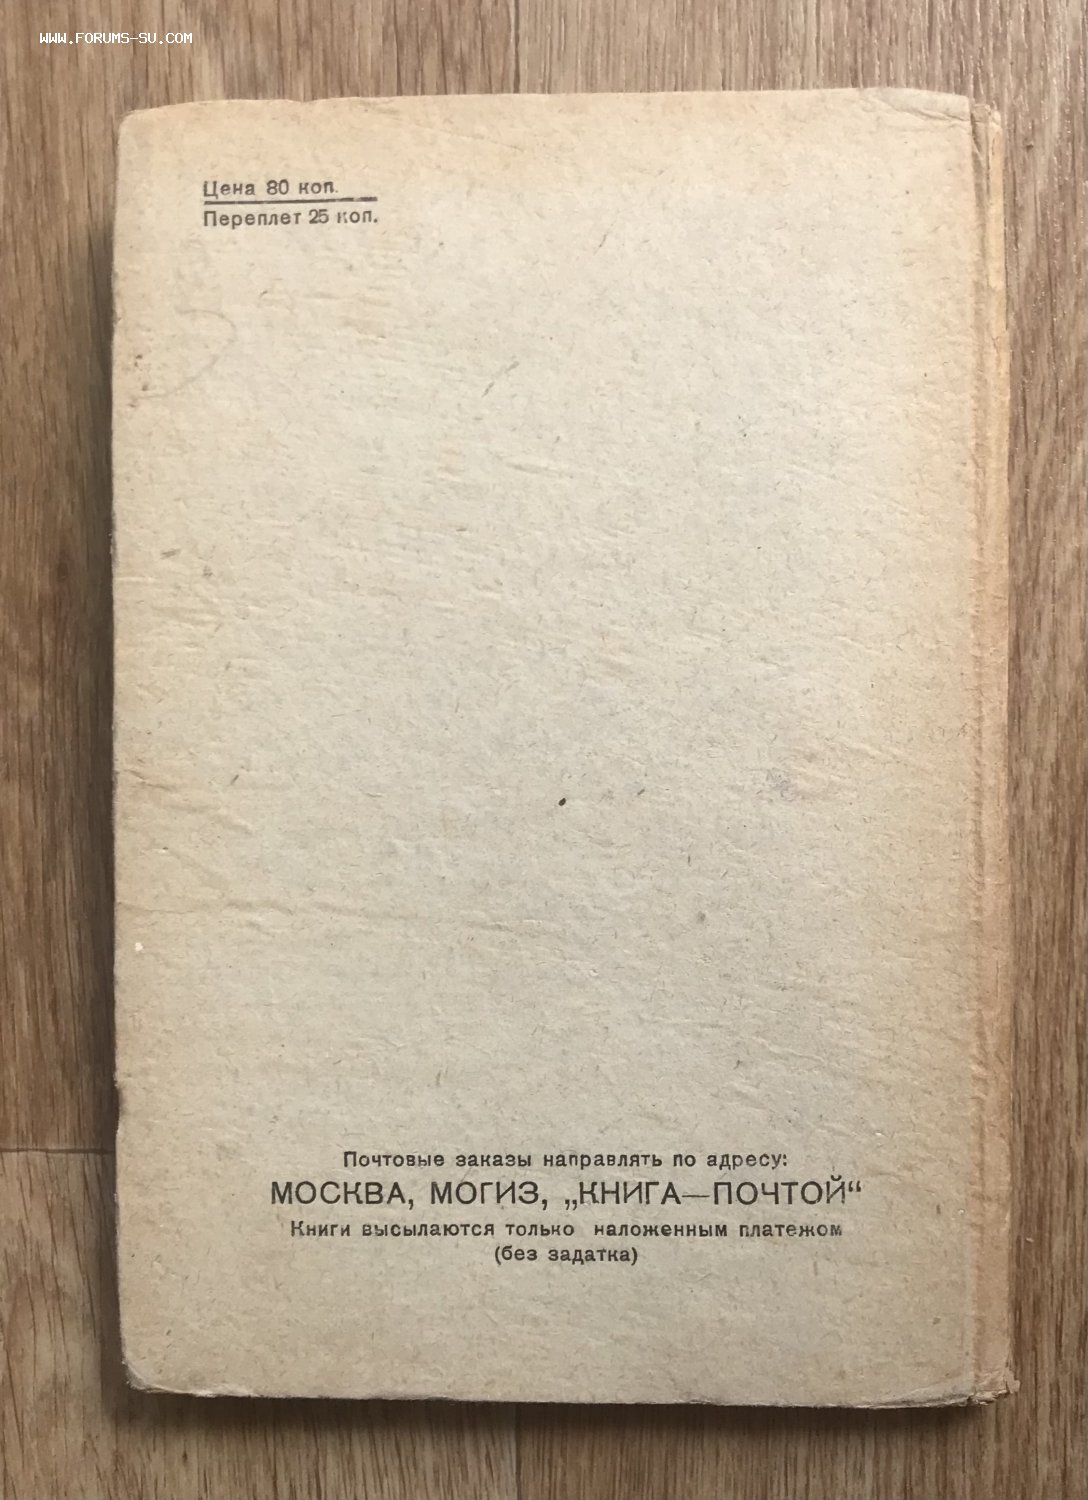 WWW.FORUMS-SU.COM
Цена 80 коп.
Переплет 25 коп.
Почтовые заказы направлять по адресу:
МОСКВА, МОГИЗ, „КНИГА—ПОЧТОЙ“
Книги высылаются только наложенным платежом
(без задатка)